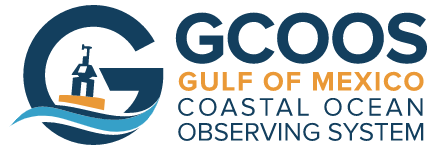 GCOOS
GULF OF MEXICO
COASTAL OCEAN
OBSERVING SYSTEM